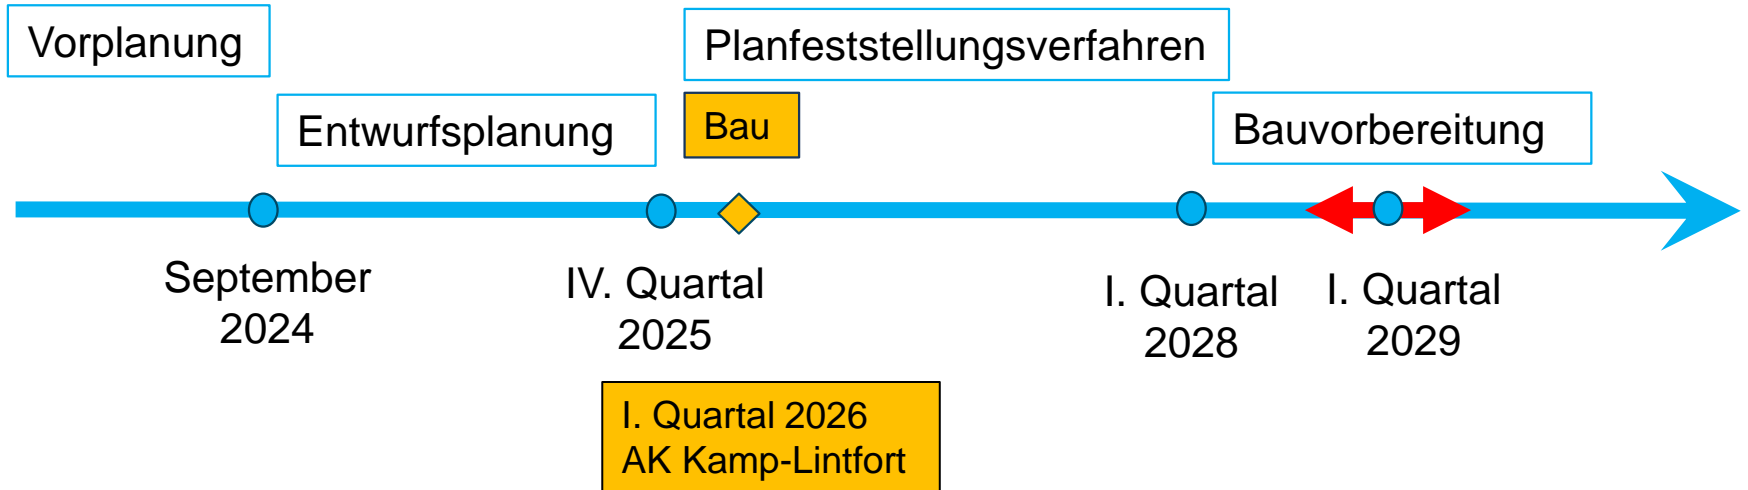 Vorplanung
Planfeststellungsverfahren
Entwurfsplanung
Bau
Bauvorbereitung
September
2024
IV. Quartal
2025
I. Quartal
2028
I. Quartal
2029
I. Quartal 2026
AK Kamp-Lintfort